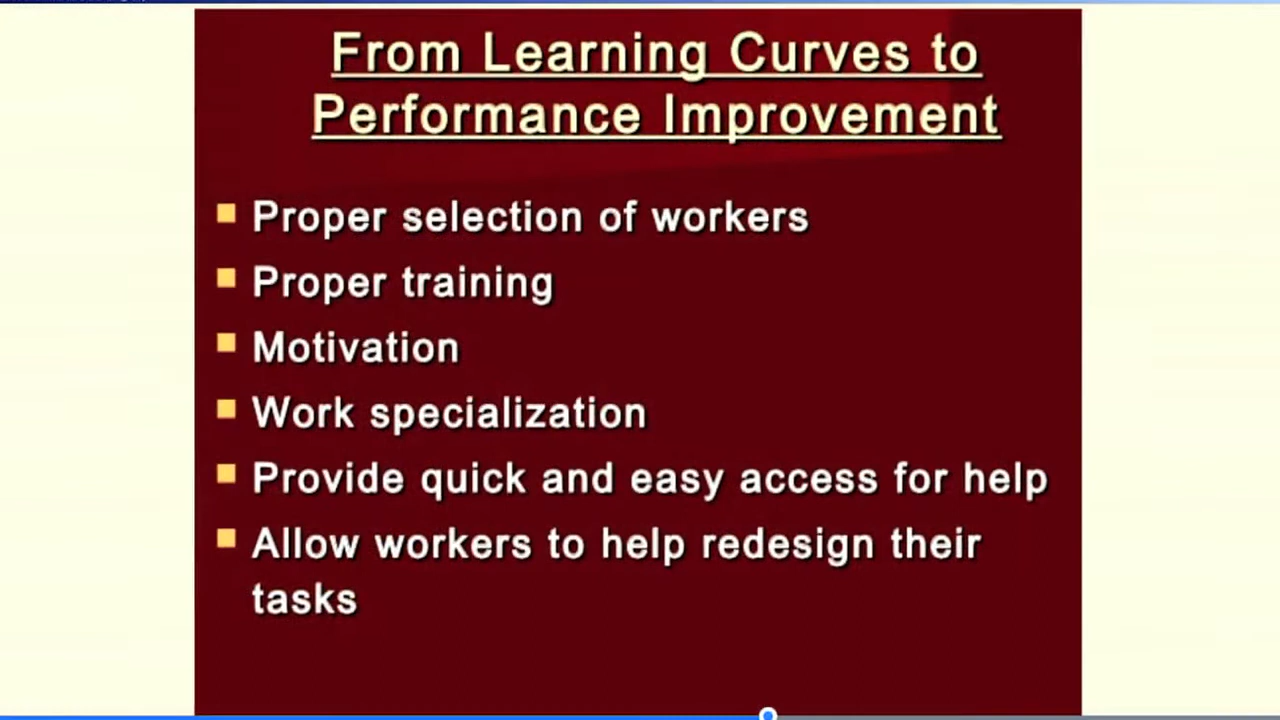 From Learning Curves to
Performance Improvement
Proper selection of workers
Proper training
Motivation
Work specialization
Provide quick and easy access for help
Allow workers to help redesign their
tasks